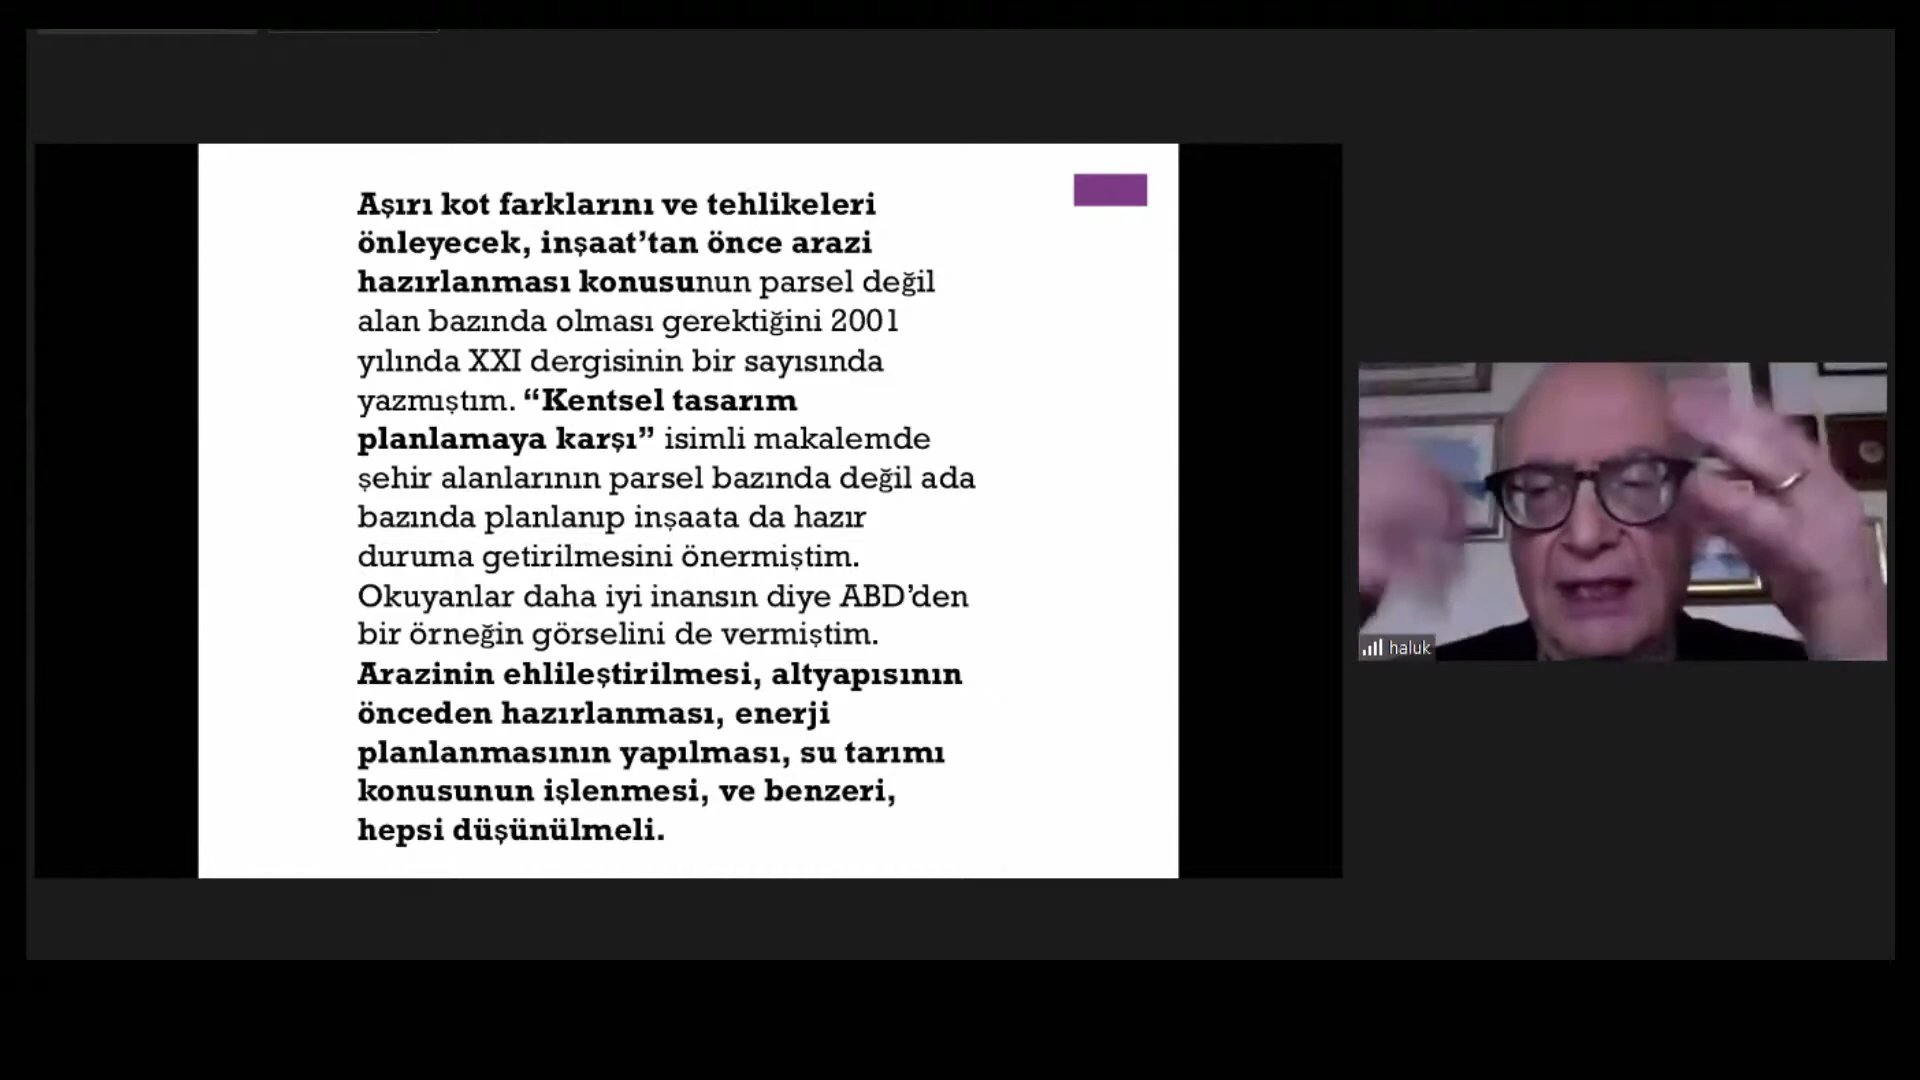 Aşırı kot farklarını ve tehlikeleri
önleyecek, inşaat’tan önce arazi
hazırlanması konusunun parsel değil
alan bazında olması gerektiğini 2001
yılında XXI dergisinin bir sayısında
yazmıştım. “Kentsel tasarım
planlamaya karşı” isimli makalemde
şehir alanlarının parsel bazında değil ada
bazında planlanıp inşaata da hazır
duruma getirilmesini önermiştim.
Okuyanlar daha iyi inansın diye ABD’den
bir örneğin görselini de vermiştim.
Arazinin ehlileştirilmesi, altyapısının
önceden hazırlanması, enerji
planlanmasının yapılması, su tarımı
konusunun işlenmesi, ve benzeri,
hepsi düşünülmeli.
haluk